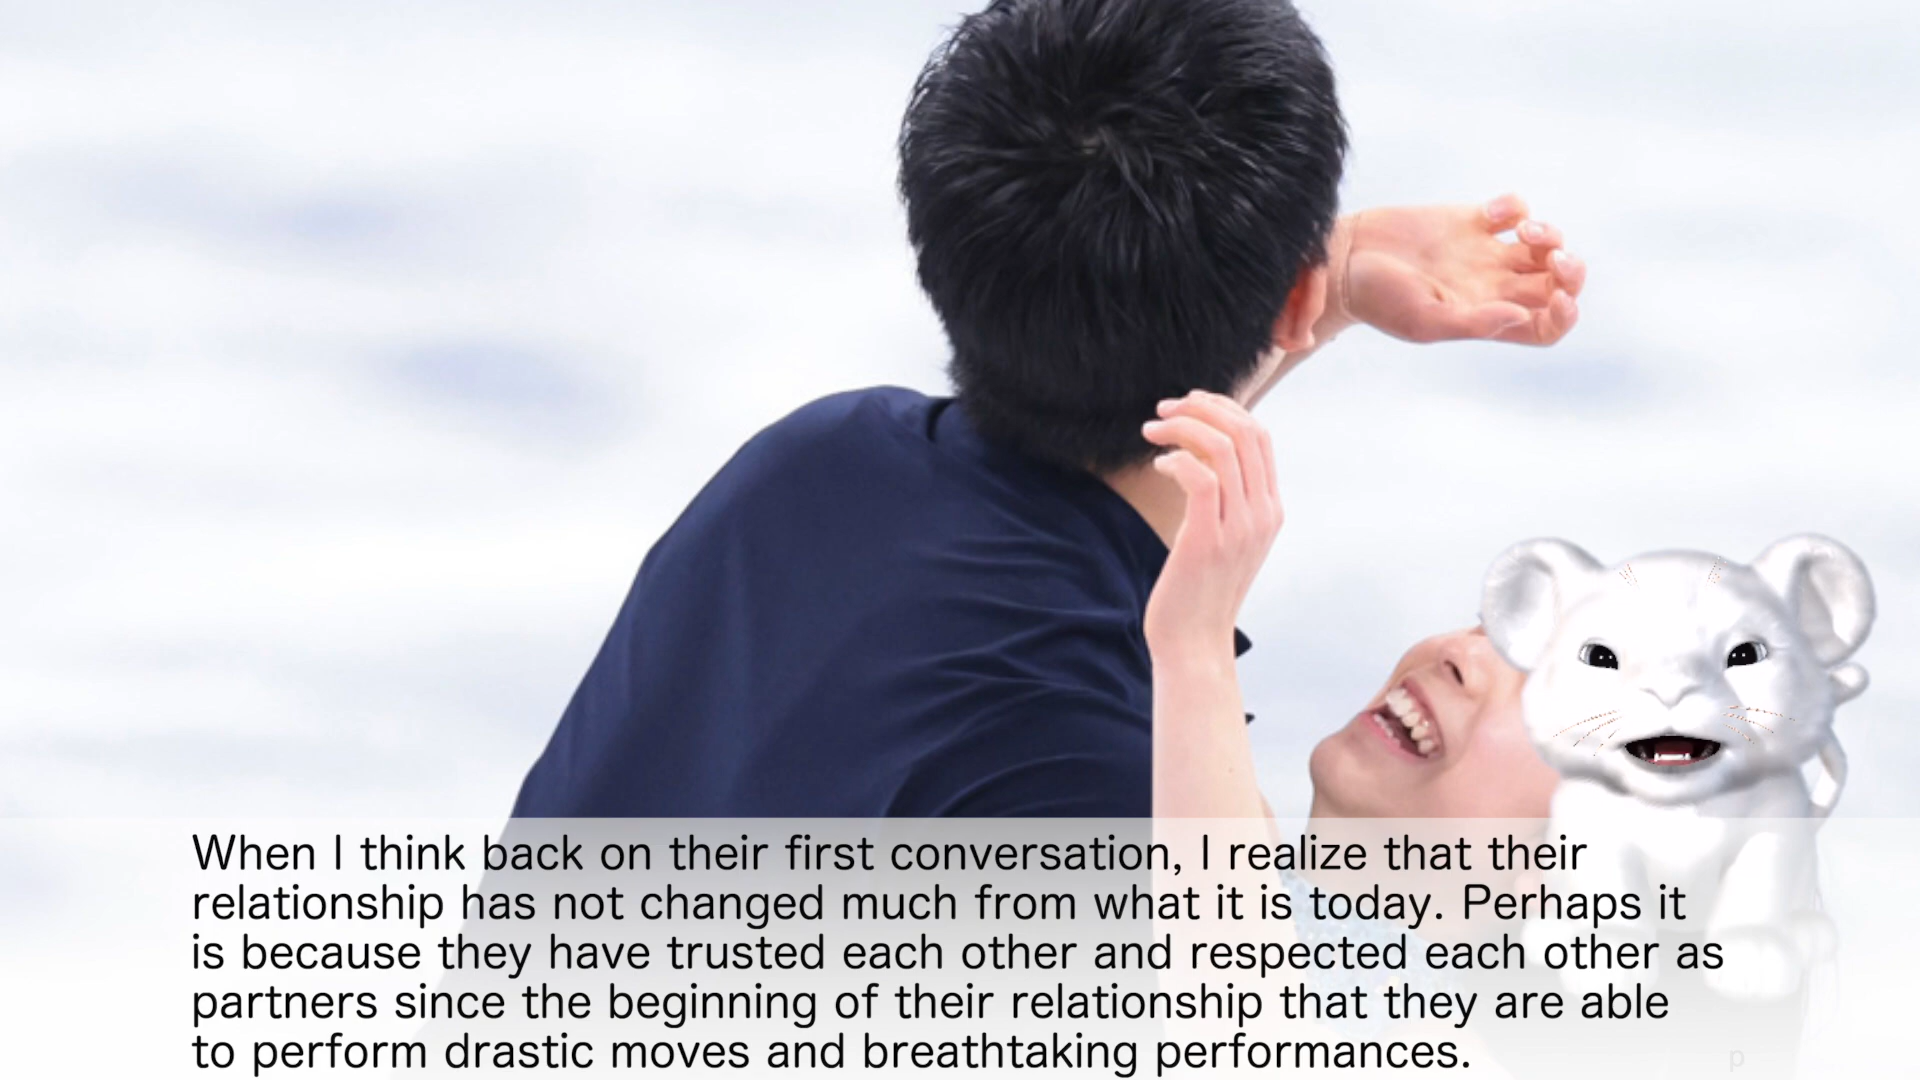 When I think back on their first conversation, I realize that their
relationship has not changed much from what it is today. Perhaps it
is because they have trusted each other and respected each other as
partners since the beginning of their relationship that they are able
to perform drastic moves and breathtaking performances.
p